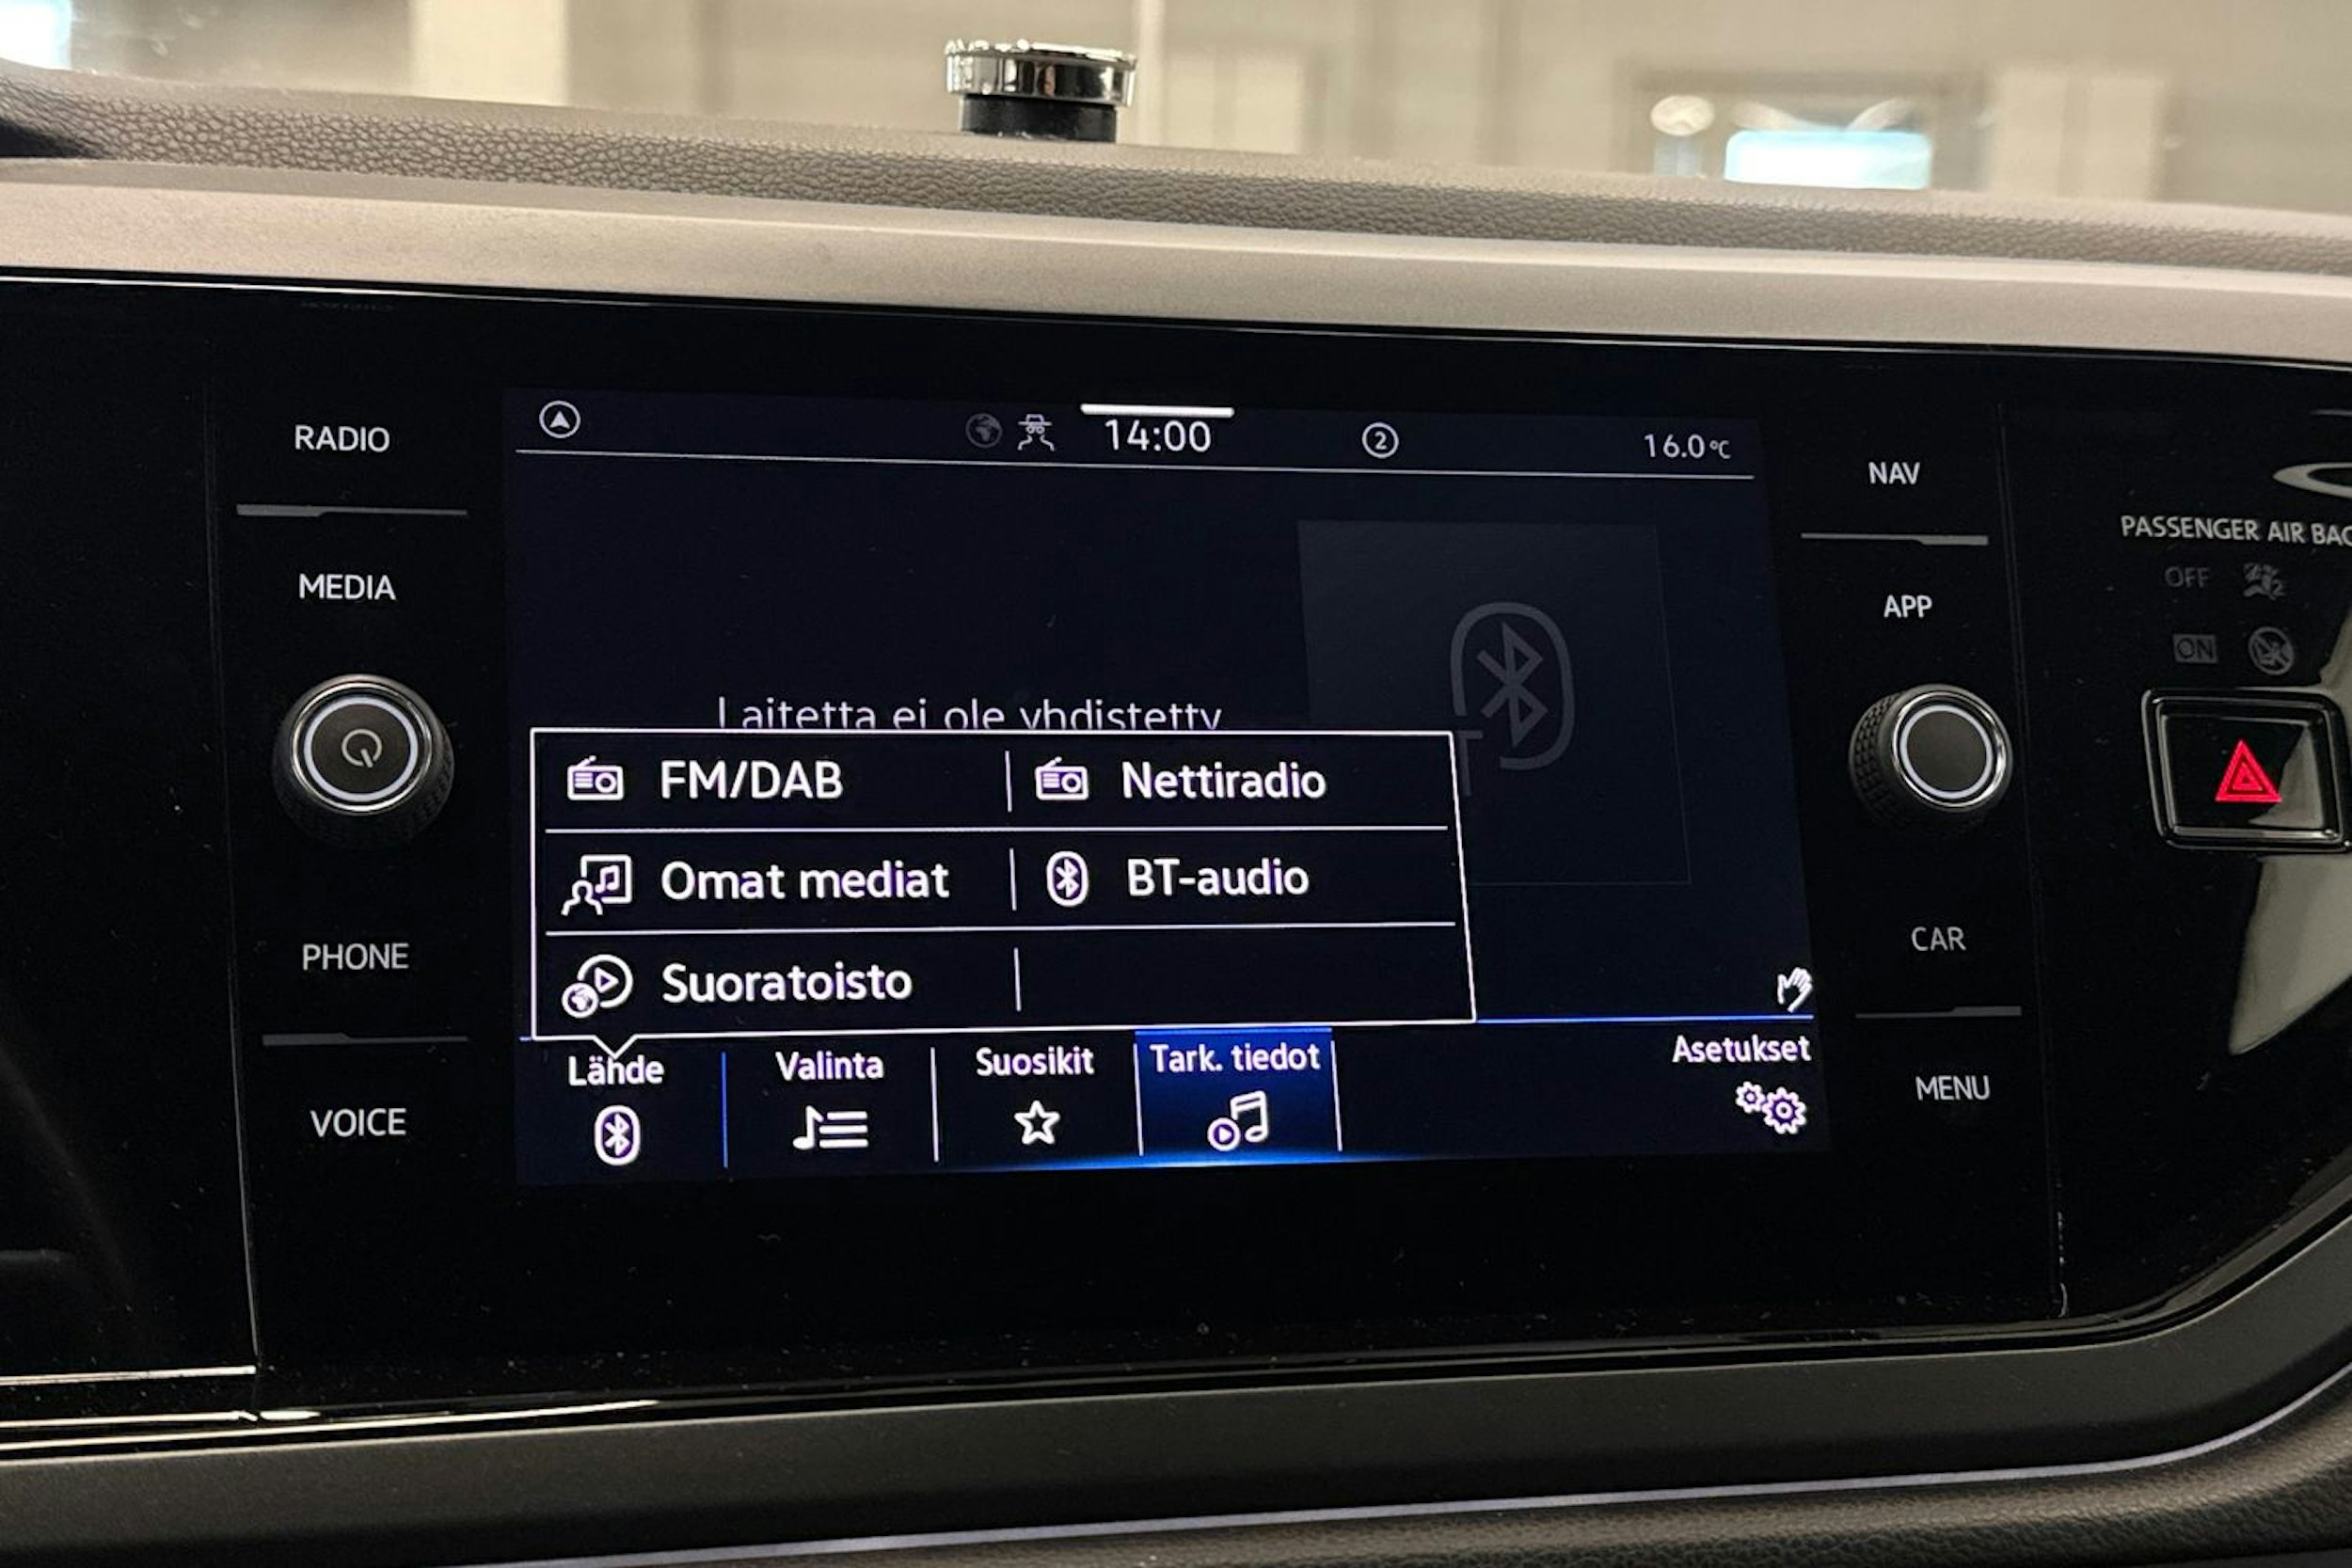 RADIO
MEDIA
PHONE
VOICE
14:00
2
16.0 °C
Laitetta ei ole yhdistetty
FM/DAB
Nettiradio
Omat mediat
BT-audio
Suoratoisto
Lähde
Valinta
Suosikit
Tark. tiedot
Asetukset
NAV
APP
CAR
MENU
PASSENGER AIR BAG
OFF
ON